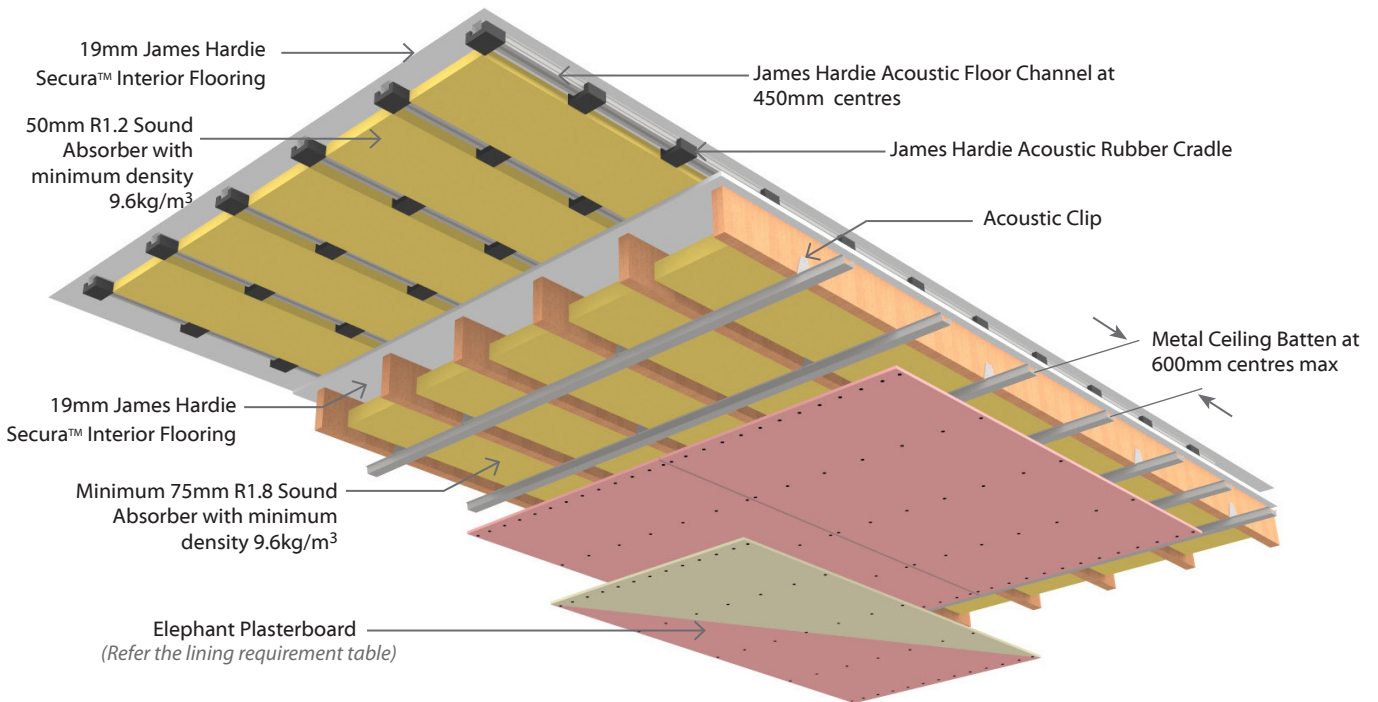 19mm James Hardie
Secura™ Interior Flooring
James Hardie Acoustic Floor Channel at
450mm centres
50mm R1.2 Sound
Absorber with
minimum density
9.6kg/m³
James Hardie Acoustic Rubber Cradle
Acoustic Clip
Metal Ceiling Batten at
600mm centres max
19mm James Hardie
Secura™ Interior Flooring
Minimum 75mm R1.8 Sound
Absorber with minimum
density 9.6kg/m³
Elephant Plasterboard
(Refer the lining requirement table)